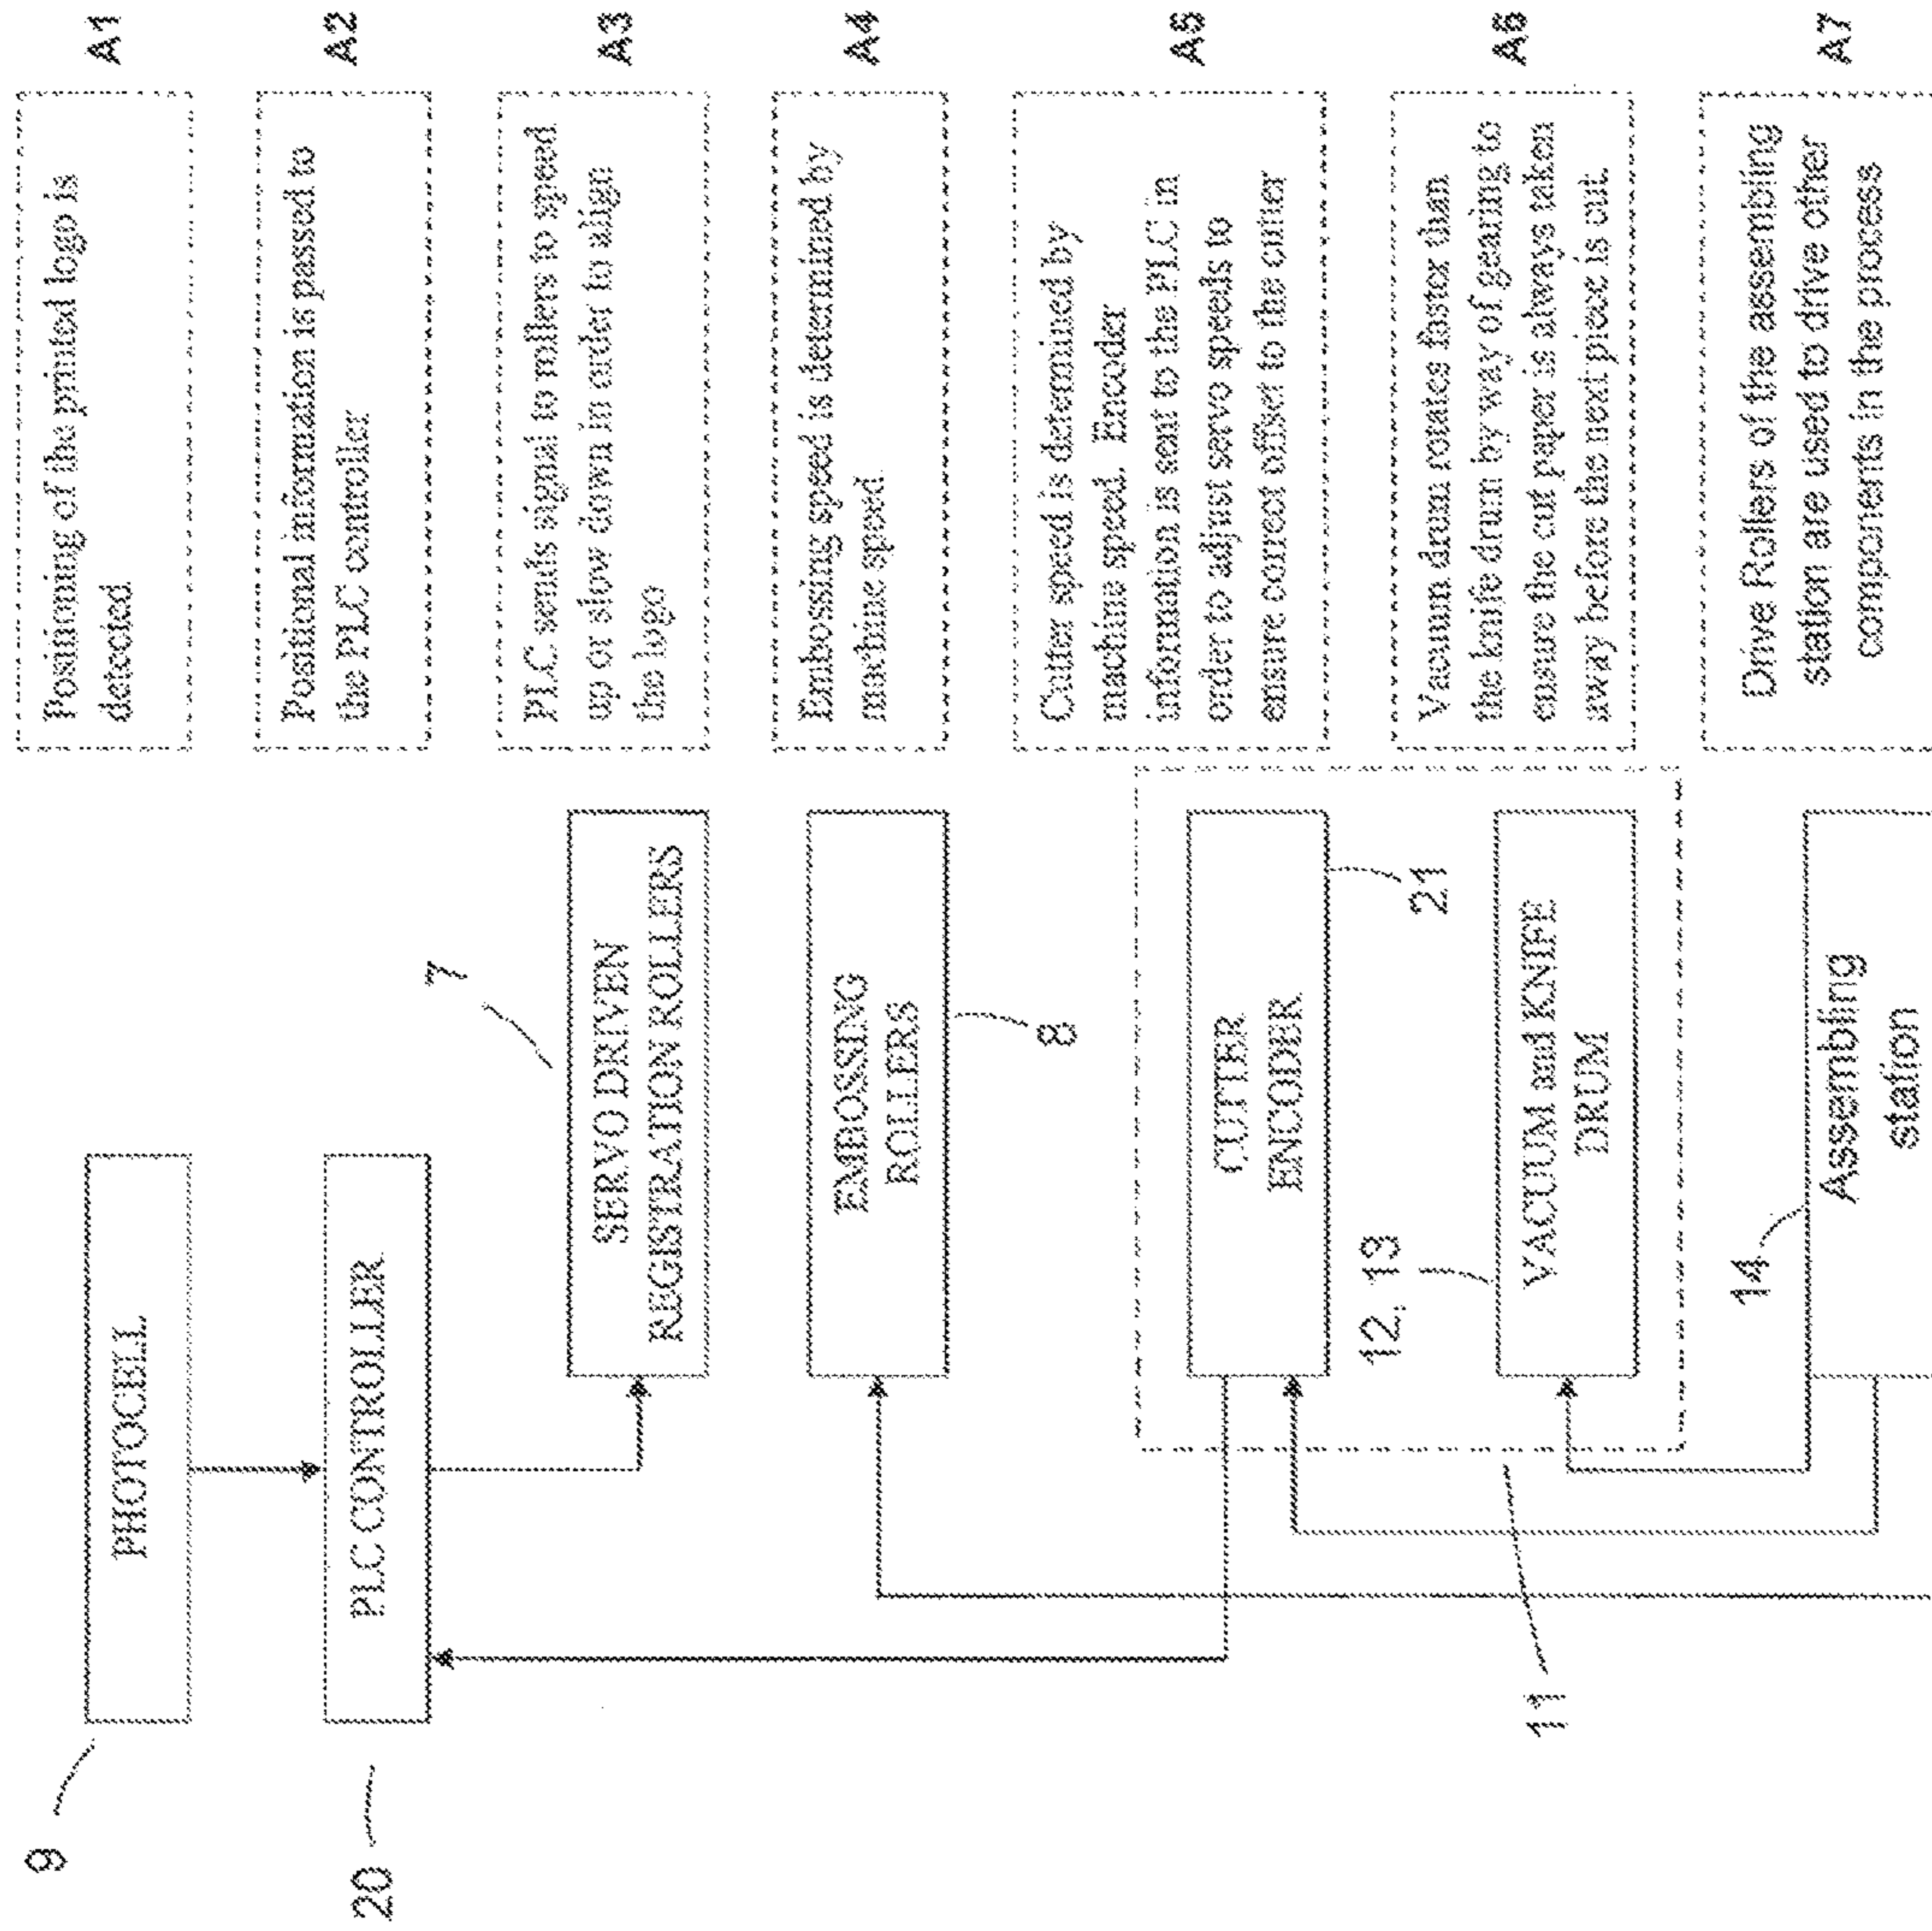 9
PHOTOCELL
Positioning of the printed logo is
detected
A1
20
PLC CONTROLLER
Positional information is passed to
the PLC controller
A2
7
SERVO DRIVEN
REGISTRATION ROLLERS
PLC sents signal to rollers to speed
up or slow down in order to align
the logo
A3
EMBOSSING
ROLLERS
8
Embossing speed is determined by
machine speed
A4
CUTTER
ENCODER
21
Cutter speed is determined by
machine speed. Encoder
information is sent to the PLC in
order to adjust servo speeds to
ensure correct offset to the cutter
A5
11
12, 13
VACUUM and KNIFE
DRUM
Vacuum drum rotates faster than
the knife drum by way of gearing to
ensure the cut paper is always taken
away before the next piece is cut
A6
14
Assembling
station
Drive Rollers of the assembling
station are used to drive other
components in the process
A7